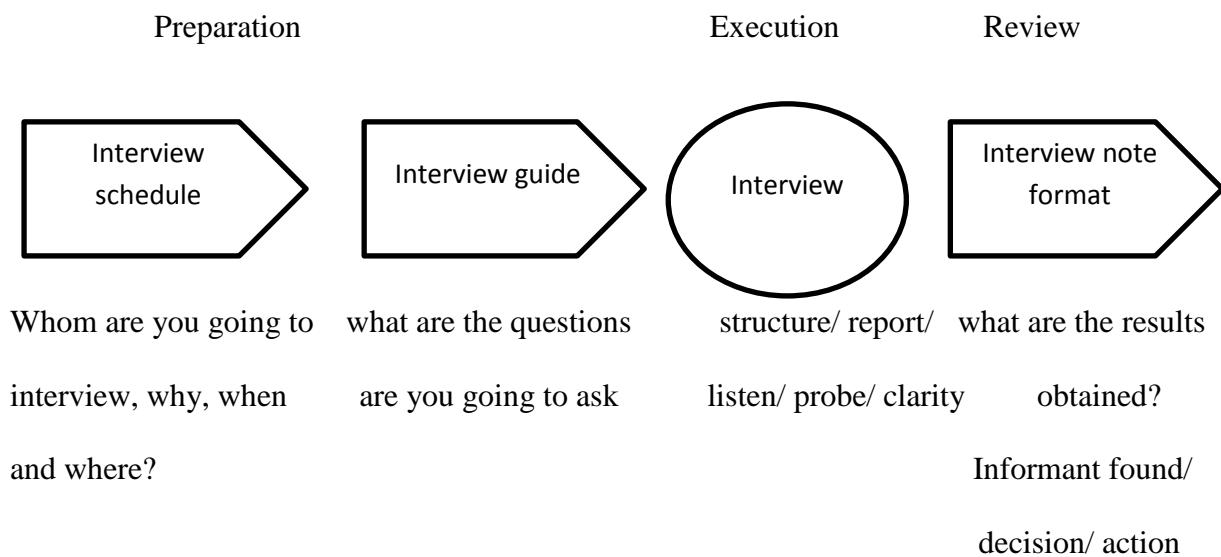 Preparation Execution Review
Interview schedule
Interview guide
Interview
Interview note format
Whom are you going to what are the questions structure/ report/ what are the results
interview, why, when are you going to ask listen/ probe/ clarity obtained?
and where? Informant found/
decision/ action